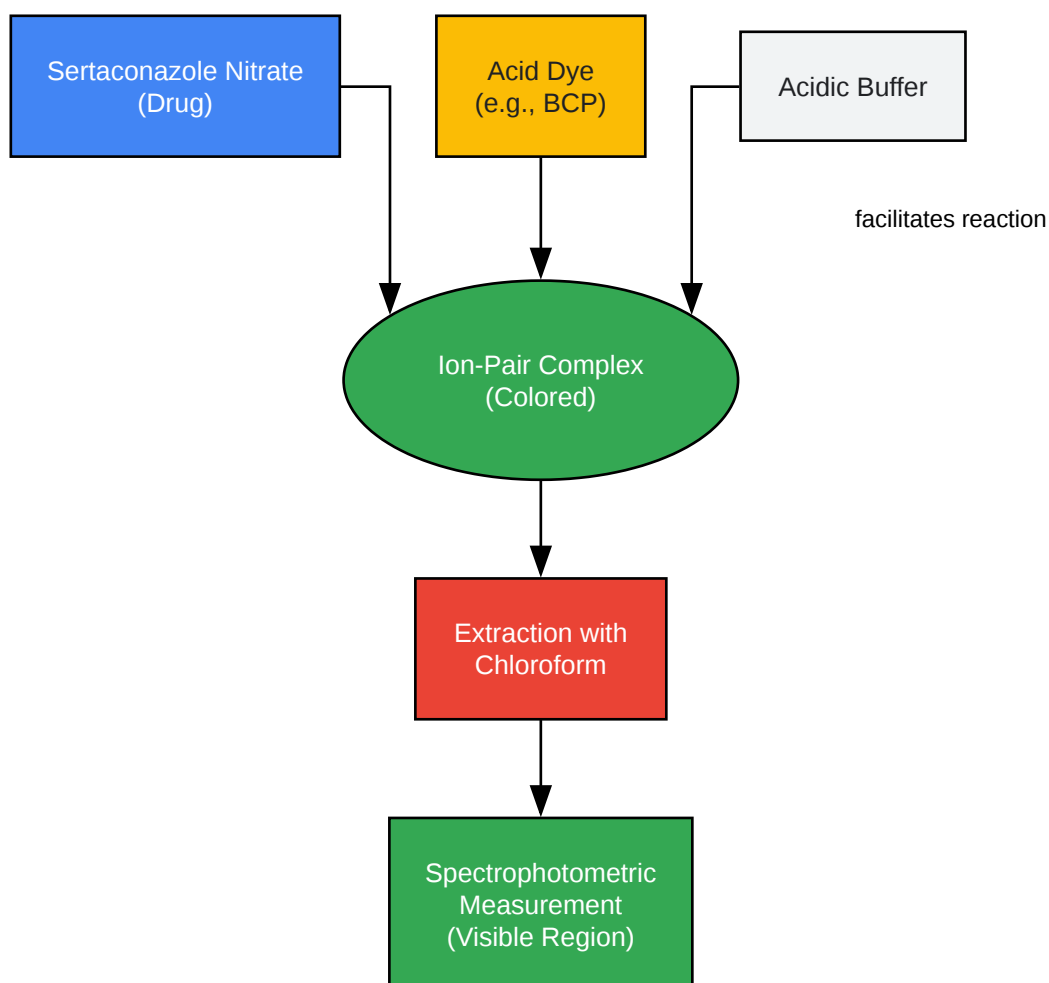 Sertaconazole Nitrate
(Drug)
Acid Dye
(e.g., BCP)
Acidic Buffer
facilitates reaction
Ion-Pair Complex
(Colored)
Extraction with
Chloroform
Spectrophotometric
Measurement
(Visible Region)